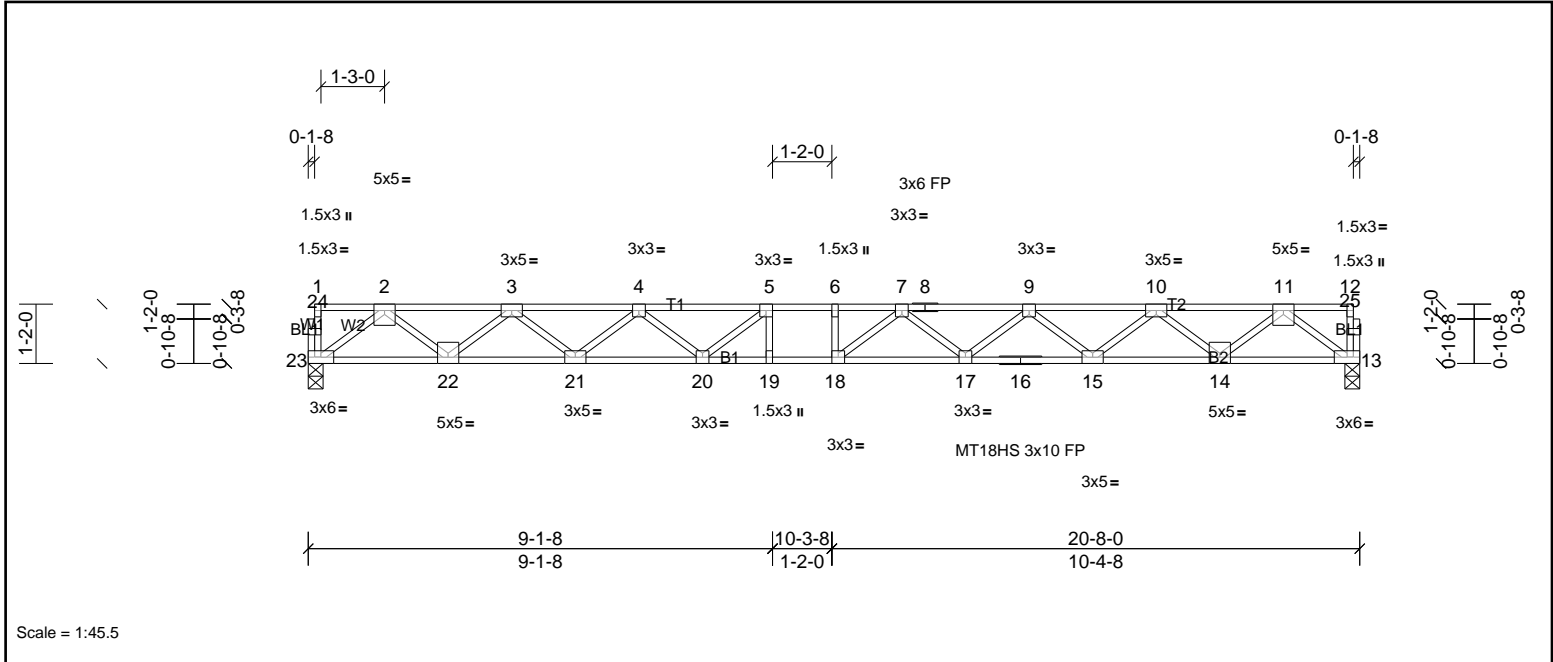 1-3-0
0-1-8
0-1-8
1-2-0
5x5=
3x6 FP
1.5x3 II
3x3=
1.5x3=
1.5x3=
3x3=
1.5x3 II
3x3=
5x5=
3x5=
3x3=
3x5=
1.5x3 II
1 2 3 4 5 6 7 8 9 10 11 12
24 T1 T2 25
1-2-0
1-2-0
0-10-8
0-10-8
0-3-8
BL1 W1 W2
BL1
1-2-0
0-10-8
0-10-8
0-3-8
23 B1 B2 13
22 21 20 19 18 17 16 15 14
3x6=
5x5=
3x5=
3x3=
1.5x3 II
3x3=
3x3=
5x5=
3x6=
MT18HS 3x10 FP
3x5=
9-1-8 10-3-8 20-8-0
9-1-8 1-2-0 10-4-8
Scale = 1:45.5